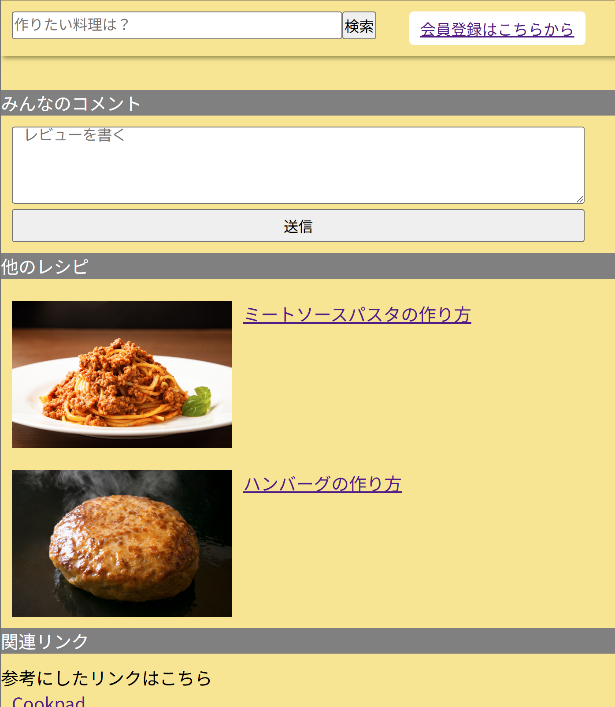 作りたい料理は？ 検索 会員登録はこちらから
みんなのコメント
レビューを書く
送信
他のレシピ
ミートソースパスタの作り方
ハンバーグの作り方
関連リンク
参考にしたリンクはこちら
Cookpad